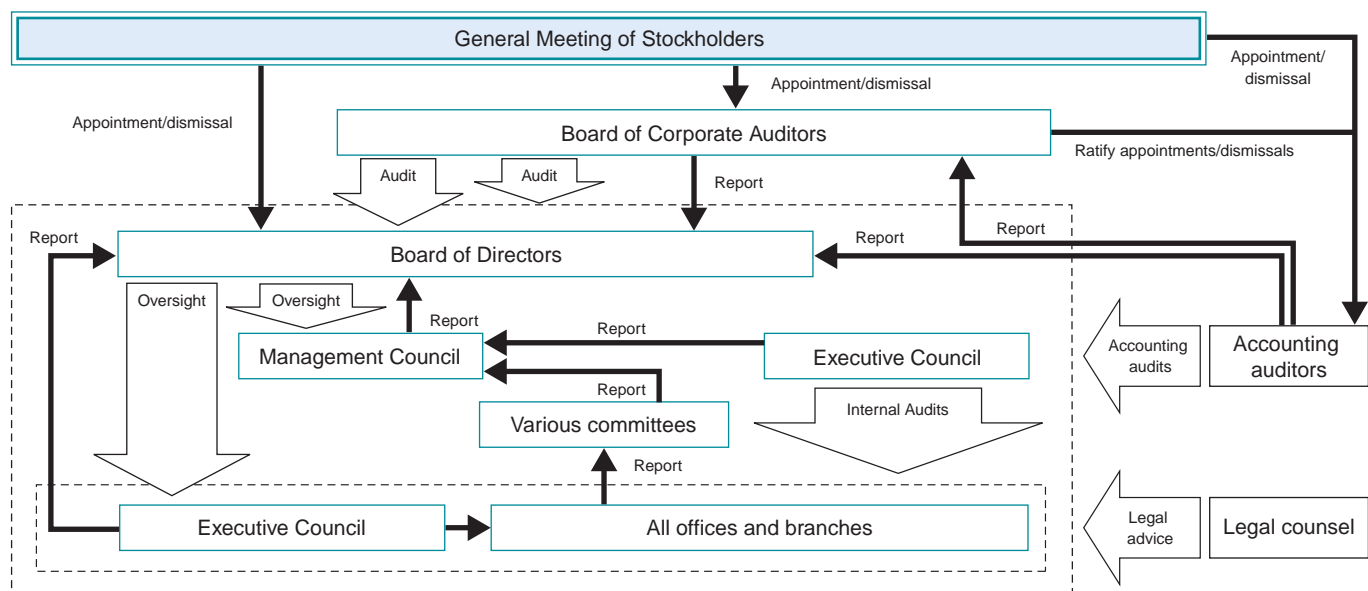 General Meeting of Stockholders
Appointment/
dismissal
Appointment/dismissal
Appointment/dismissal
Board of Corporate Auditors
Ratify appointments/dismissals
Audit
Audit
Report
Report
Report
Report
Board of Directors
Oversight
Oversight
Report
Report
Management Council
Executive Council
Accounting
audits
Accounting
auditors
Report
Various committees
Internal Audits
Report
Executive Council
All offices and branches
Legal
advice
Legal counsel